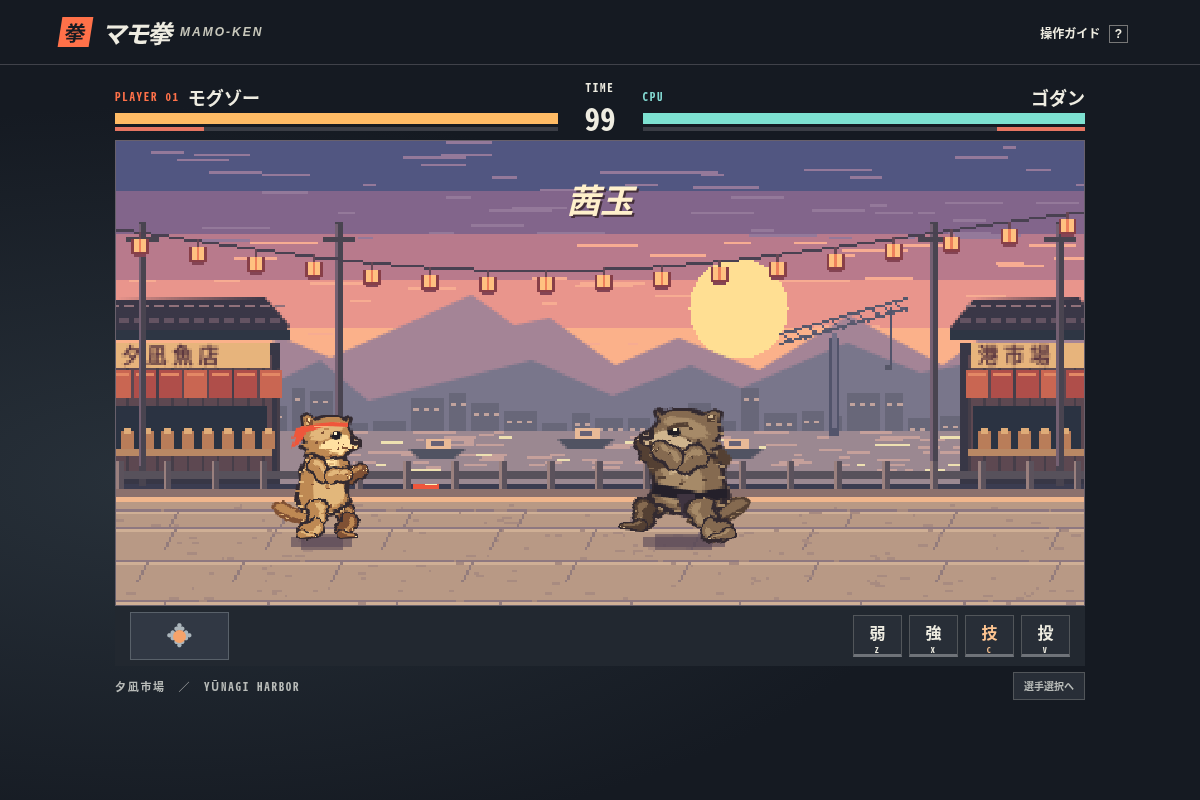 拳 マモ拳 MAMO-KEN
操作ガイド ?
PLAYER 01 モグゾー
TIME
99
CPU
ゴダン
茜玉
夕凪魚店
港市場
弱 Z
強 X
技 C
投 V
夕凪市場 ／ YŪNAGI HARBOR
選手選択へ